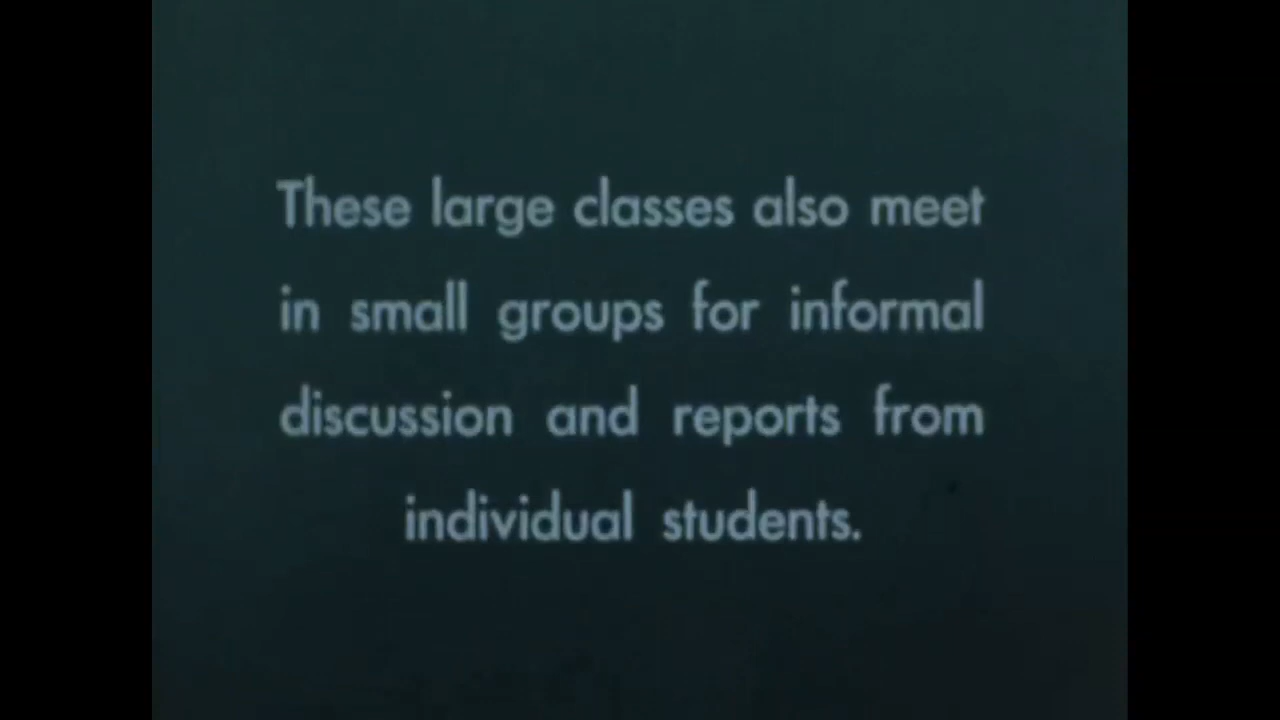 These large classes also meet
in small groups for informal
discussion and reports from
individual students.